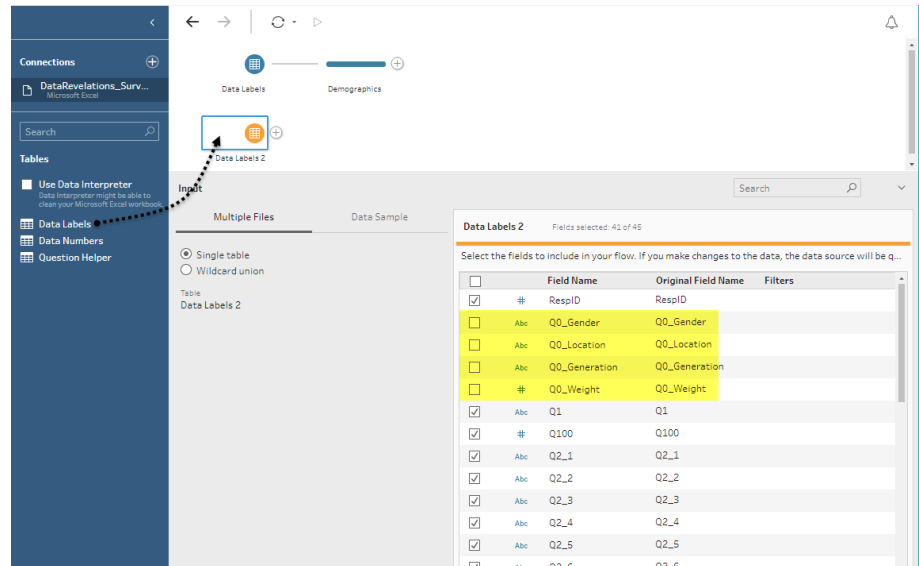 Connections
DataRevelations_Surv...
Microsoft Excel
Search
Tables
Use Data Interpreter
Data Interpreter might be able to
clean your Microsoft Excel workbook.
Data Labels
Data Numbers
Question Helper
Data Labels
Demographics
Data Labels 2
Input
Search
Multiple Files
Data Sample
Single table
Wildcard union
Table
Data Labels 2
Data Labels 2 Fields selected: 41 of 45
Select the fields to include in your flow. If you make changes to the data, the data source will be q...
Field Name Original Field Name Filters
# RespID RespID
Abc Q0_Gender Q0_Gender
Abc Q0_Location Q0_Location
Abc Q0_Generation Q0_Generation
# Q0_Weight Q0_Weight
Abc Q1 Q1
# Q100 Q100
Abc Q2_1 Q2_1
Abc Q2_2 Q2_2
Abc Q2_3 Q2_3
Abc Q2_4 Q2_4
Abc Q2_5 Q2_5